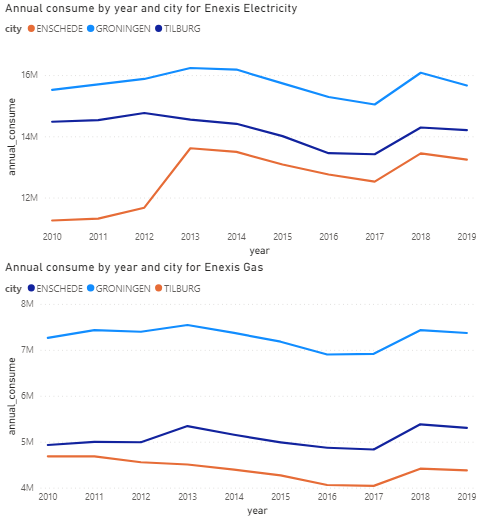 Annual consume by year and city for Enexis Electricity
city ENSCHEDE GRONINGEN TILBURG
16M
14M
12M
annual_consume
2010 2011 2012 2013 2014 2015 2016 2017 2018 2019
year
Annual consume by year and city for Enexis Gas
city ENSCHEDE GRONINGEN TILBURG
8M
7M
6M
5M
4M
annual_consume
2010 2011 2012 2013 2014 2015 2016 2017 2018 2019
year